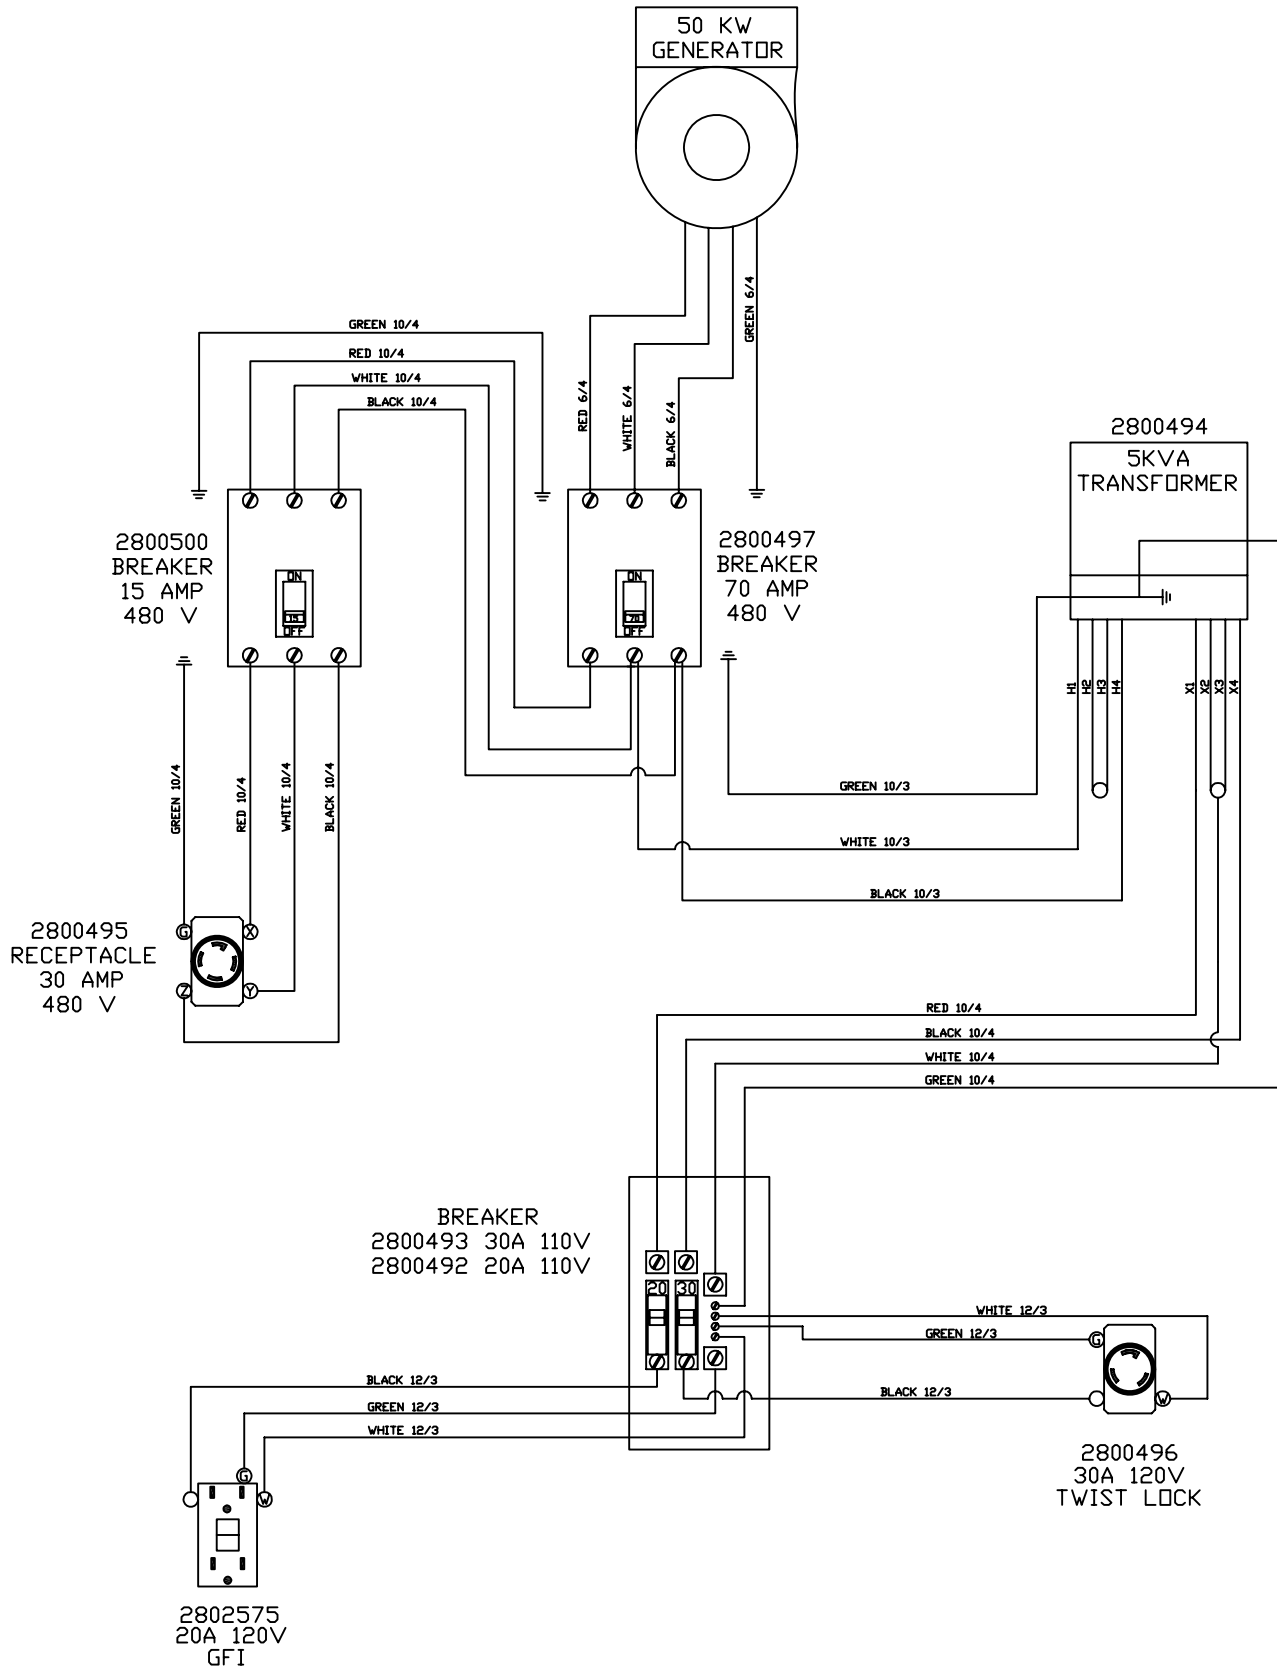 50 KW
GENERATOR
GREEN 10/4
RED 10/4
WHITE 10/4
BLACK 10/4
RED 6/4
WHITE 6/4
BLACK 6/4
GREEN 6/4
2800500
BREAKER
15 AMP
480 V
ON
15
OFF
ON
70
OFF
2800497
BREAKER
70 AMP
480 V
2800494
5KVA
TRANSFORMER
H1
H2
H3
H4
X1
X2
X3
X4
GREEN 10/4
RED 10/4
WHITE 10/4
BLACK 10/4
GREEN 10/3
WHITE 10/3
BLACK 10/3
2800495
RECEPTACLE
30 AMP
480 V
G
X
Z
Y
RED 10/4
BLACK 10/4
WHITE 10/4
GREEN 10/4
BREAKER
2800493 30A 110V
2800492 20A 110V
20
30
WHITE 12/3
GREEN 12/3
BLACK 12/3
G
W
BLACK 12/3
GREEN 12/3
WHITE 12/3
2800496
30A 120V
TWIST LOCK
G
W
2802575
20A 120V
GFI